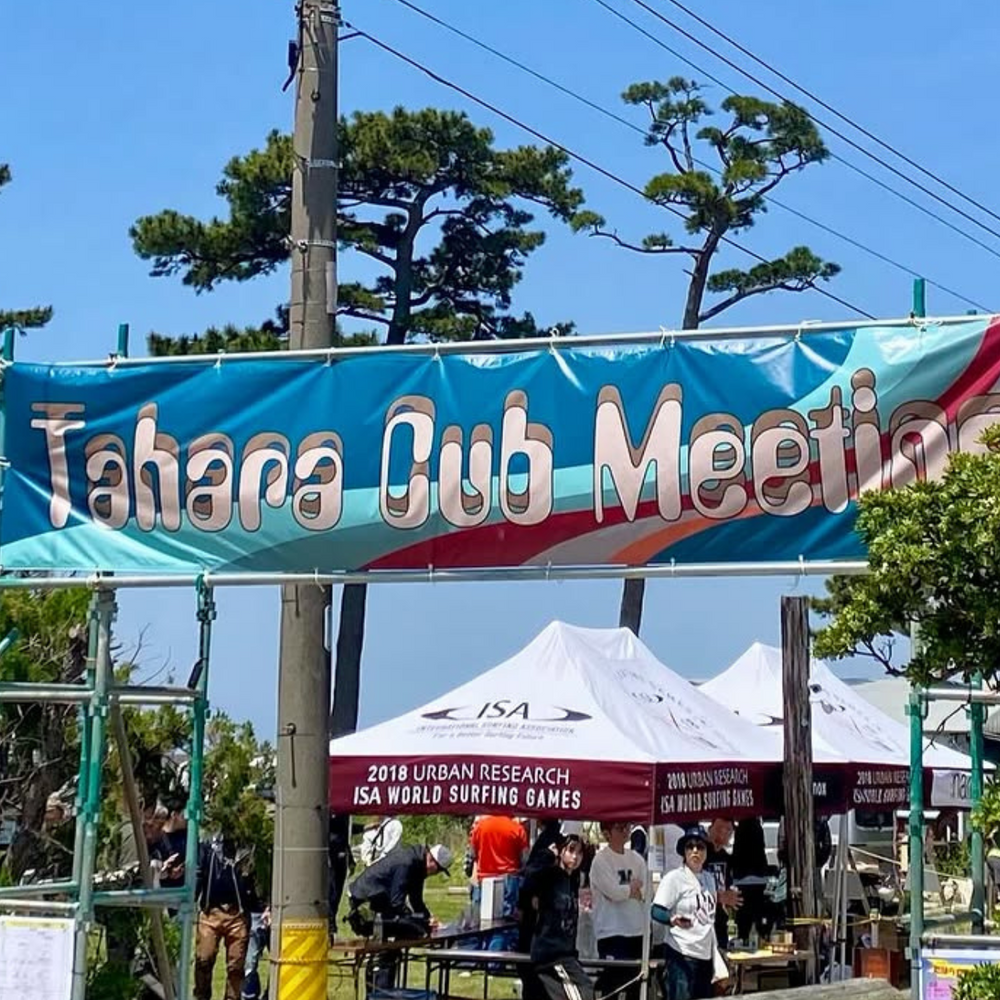 Tahara Cub Meeting
ISA
INTERNATIONAL SURFING ASSOCIATION
For a Better Surfing Future
2018 URBAN RESEARCH
ISA WORLD SURFING GAMES
2018 URBAN RESEARCH
ISA WORLD SURFING GAMES